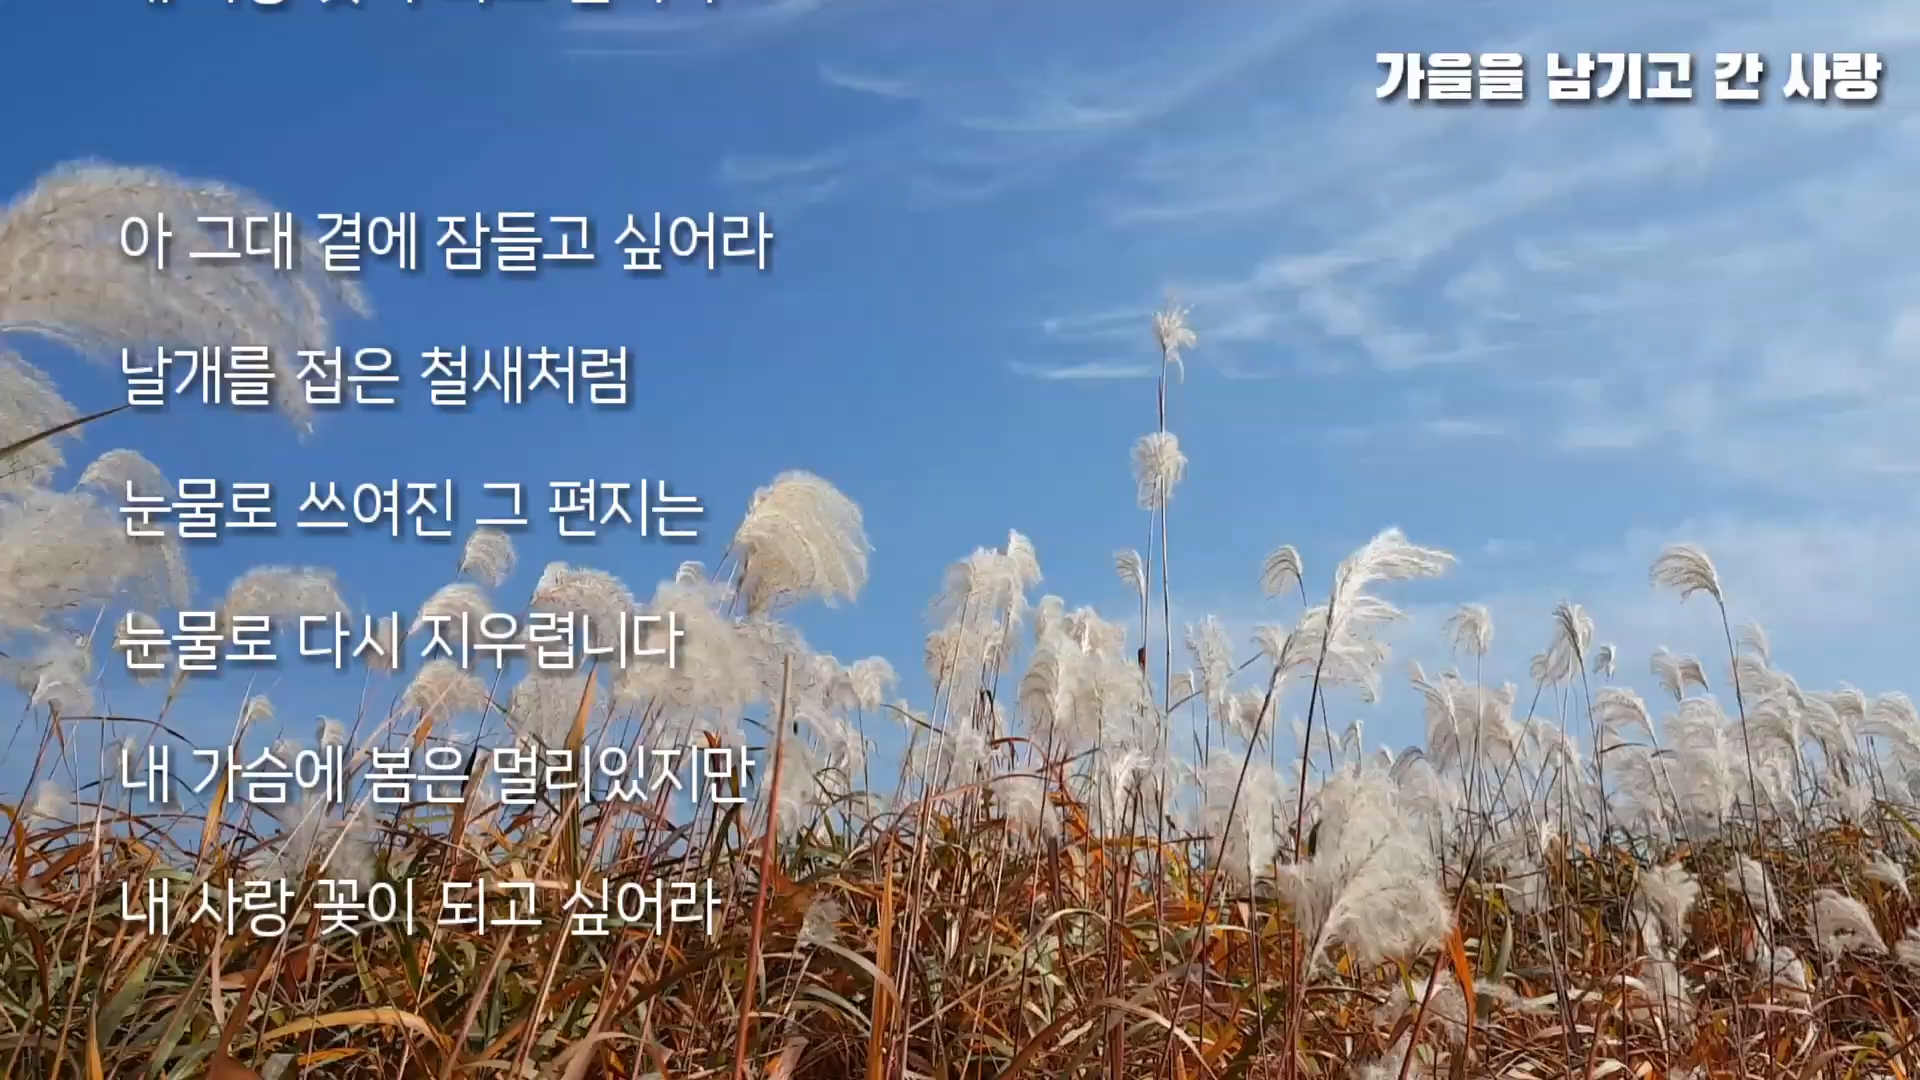 가을을 남기고 간 사랑
아 그대 곁에 잠들고 싶어라
날개를 접은 철새처럼
눈물로 쓰여진 그 편지는
눈물로 다시 지우렵니다
내 가슴에 봄은 멀리있지만
내 사랑 꽃이 되고 싶어라